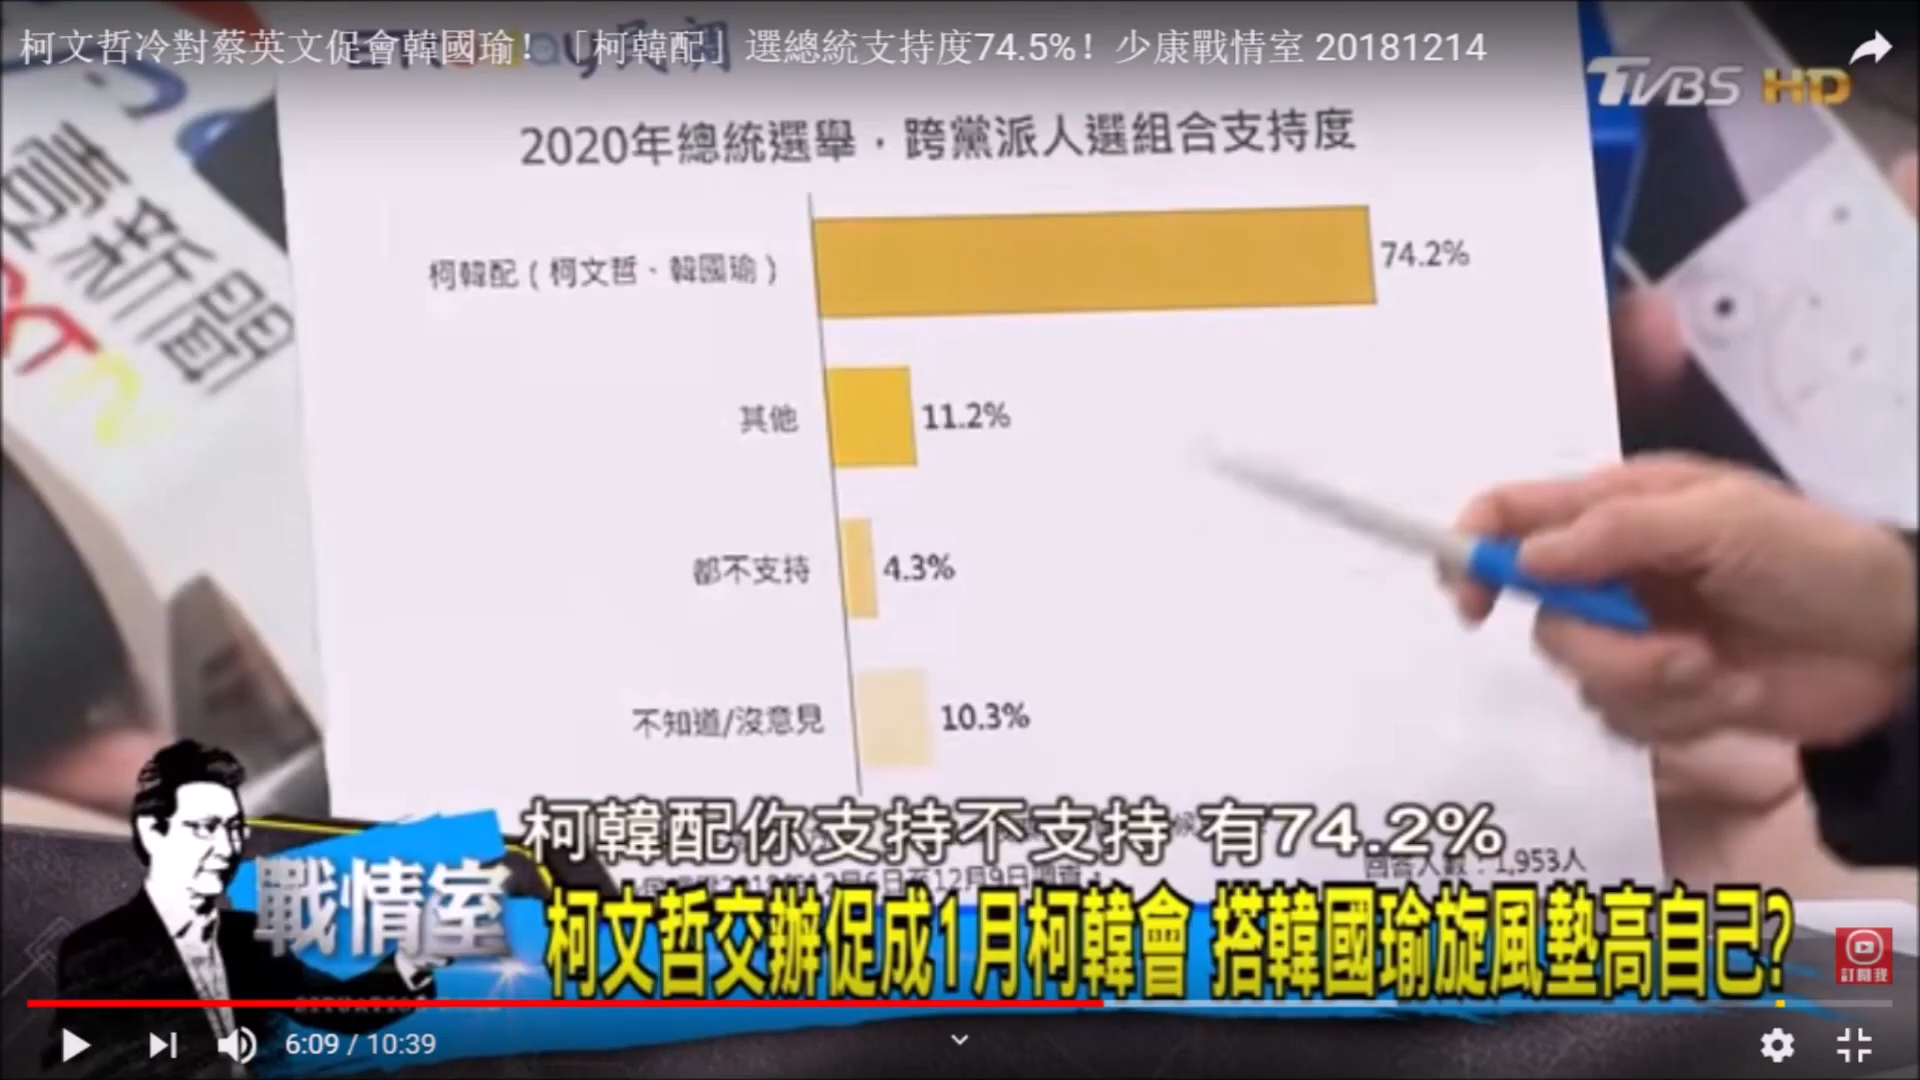 柯文哲冷對蔡英文促會韓國瑜！「柯韓配」選總統支持度74.5%！少康戰情室 20181214
TVBS HD
2020年總統選舉，跨黨派人選組合支持度
柯韓配（柯文哲、韓國瑜） 74.2%
其他 11.2%
都不支持 4.3%
不知道/沒意見 10.3%
新聞
柯韓配你支持不支持 有74.2%
回答人數：1,953人
戰情室
柯文哲交辦促成1月柯韓會 搭韓國瑜旋風墊高自己?
訂閱我
6:09 / 10:39